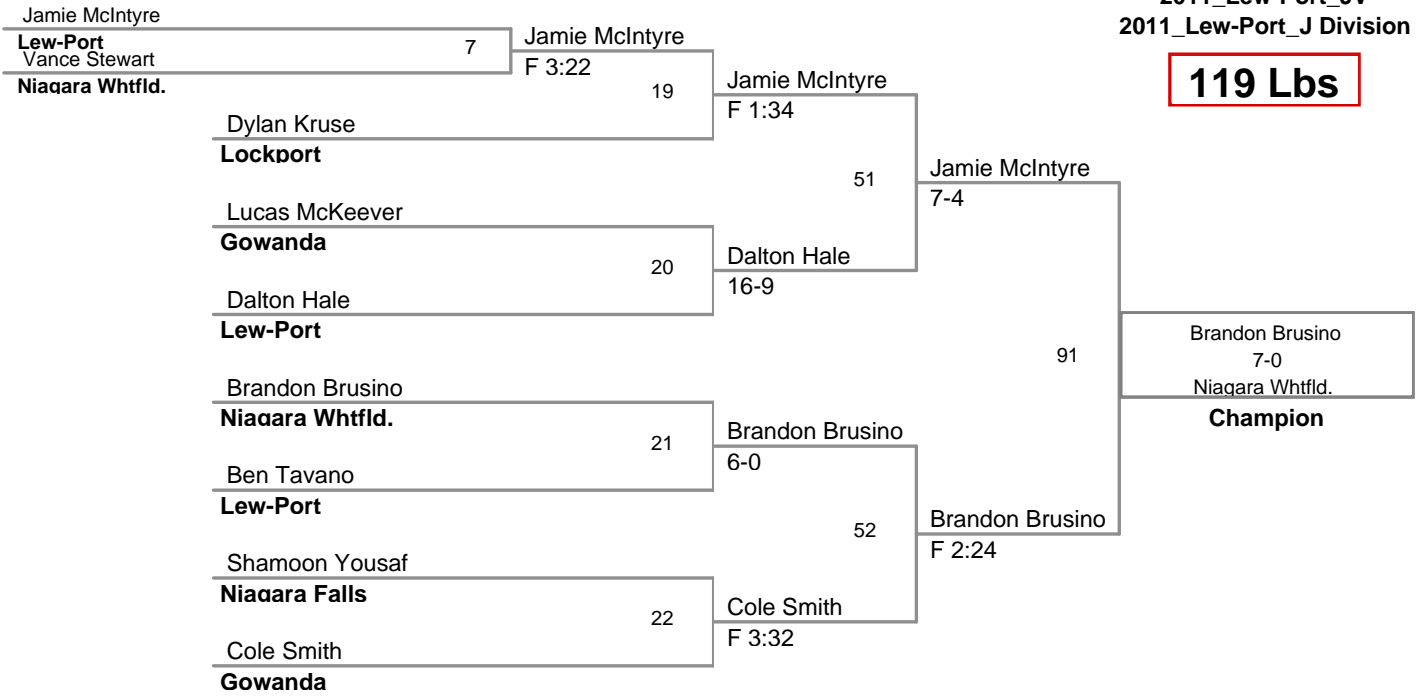 2011_Lew-Port_JV
2011_Lew-Port_J Division
119 Lbs
Jamie McIntyre
Lew-Port
Vance Stewart
Niagara Whtfld.
7
Jamie McIntyre
F 3:22
Dylan Kruse
Lockport
19
Jamie McIntyre
F 1:34
Lucas McKeever
Gowanda
Dalton Hale
Lew-Port
20
Dalton Hale
16-9
51
Jamie McIntyre
7-4
Brandon Brusino
Niagara Whtfld.
Ben Tavano
Lew-Port
21
Brandon Brusino
6-0
Shamoon Yousaf
Niagara Falls
Cole Smith
Gowanda
22
Cole Smith
F 3:32
52
Brandon Brusino
F 2:24
91
Brandon Brusino
7-0
Niagara Whtfld.
Champion